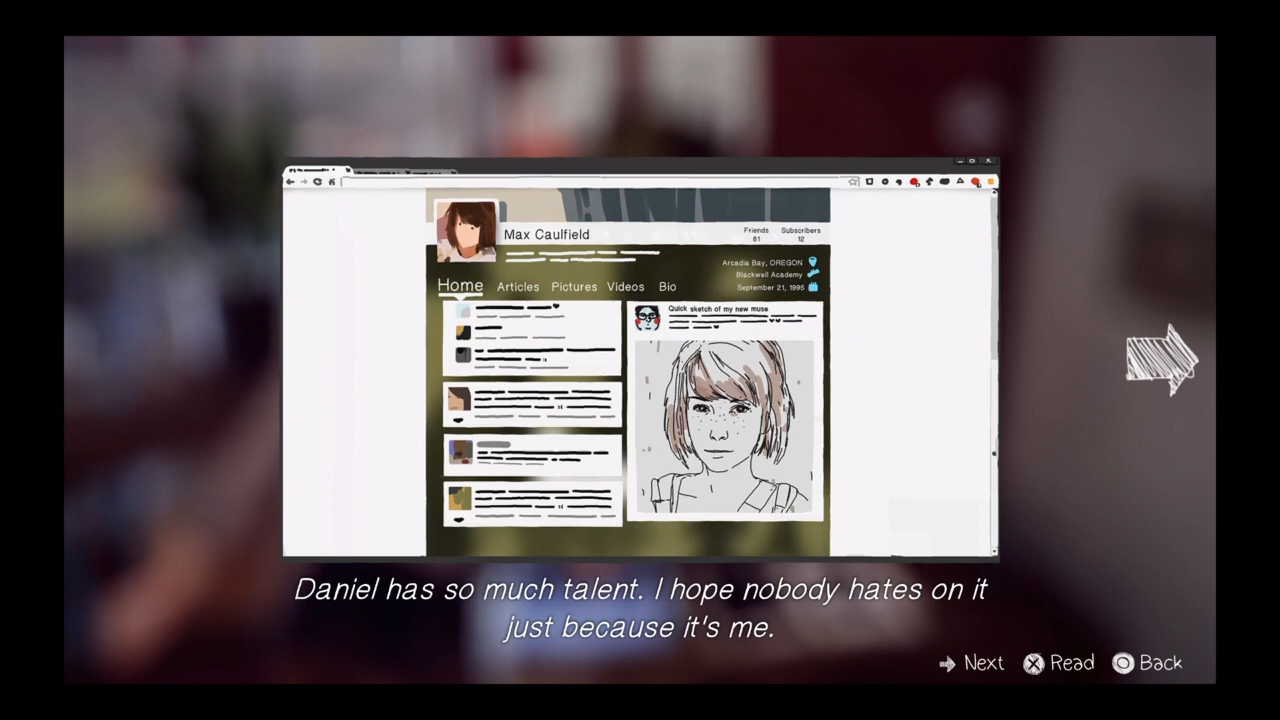 Max Caulfield
Friends
61
Subscribers
12
Arcadia Bay, OREGON
Blackwell Academy
September 21, 1995
Home Articles Pictures Videos Bio
Quick sketch of my new muse
Daniel has so much talent. I hope nobody hates on it
just because it's me.
Next Read Back